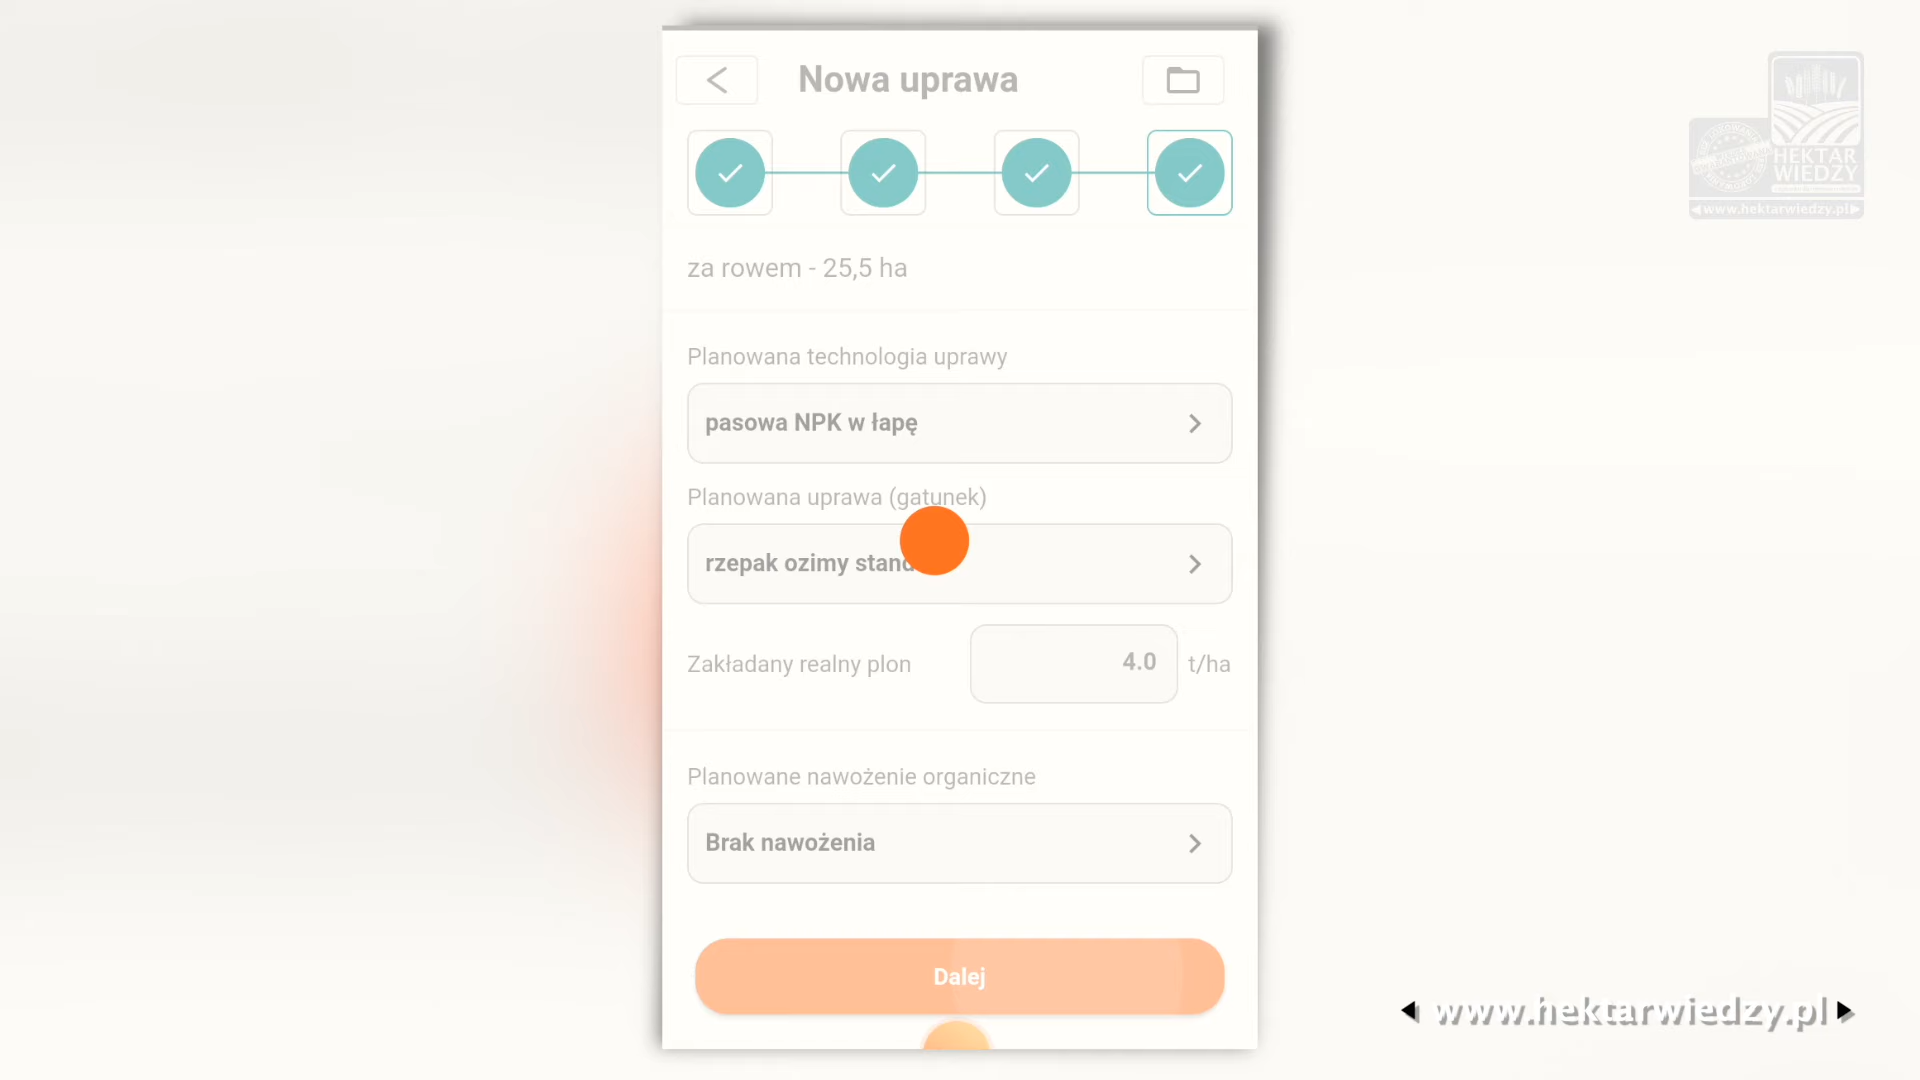 Nowa uprawa
za rowem - 25,5 ha
Planowana technologia uprawy
pasowa NPK w łapę
Planowana uprawa (gatunek)
rzepak ozimy stand
Zakładany realny plon
4.0
t/ha
Planowane nawożenie organiczne
Brak nawożenia
Dalej
HEKTAR
WIEDZY
www.hektarwiedzy.pl
www.hektarwiedzy.pl